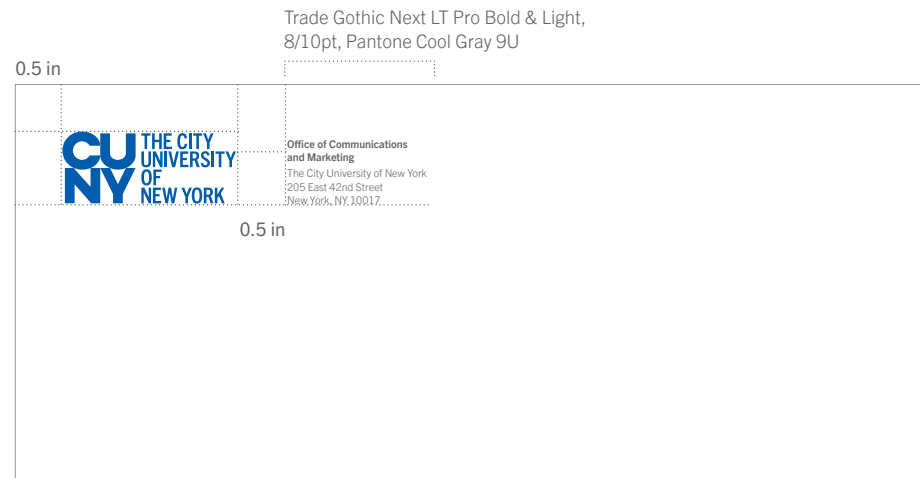 Trade Gothic Next LT Pro Bold & Light,
8/10pt, Pantone Cool Gray 9U
0.5 in
CU
NY
THE CITY
UNIVERSITY
OF
NEW YORK
Office of Communications
and Marketing
The City University of New York
205 East 42nd Street
New York, NY 10017
0.5 in